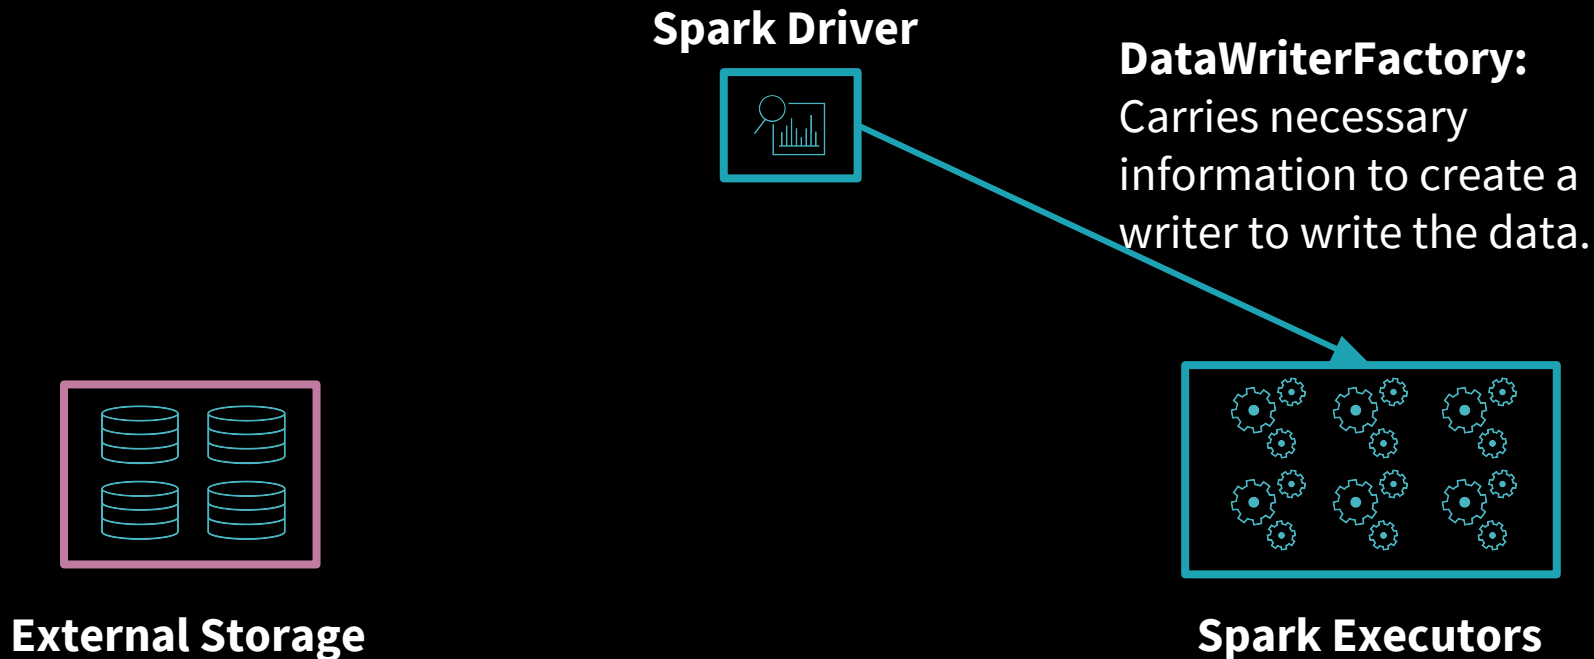 Spark Driver
DataWriterFactory:
Carries necessary
information to create a
writer to write the data.
External Storage
Spark Executors